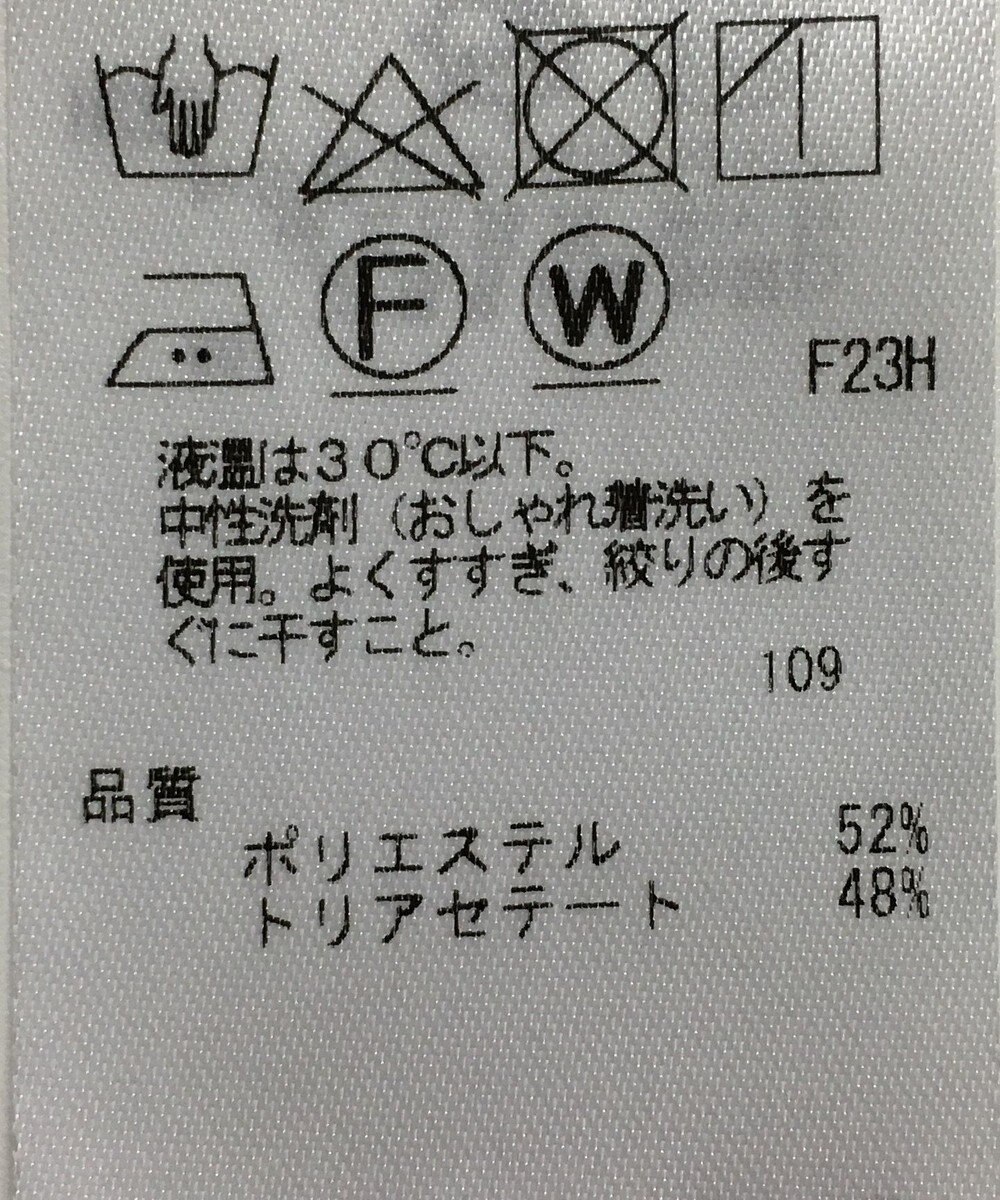 F
W
F23H
液温は30℃以下。
中性洗剤(おしゃれ着洗い)を
使用。よくすすぎ、絞りの後す
ぐに干すこと。
109
品質
ポリエステル 52%
トリアセテート 48%